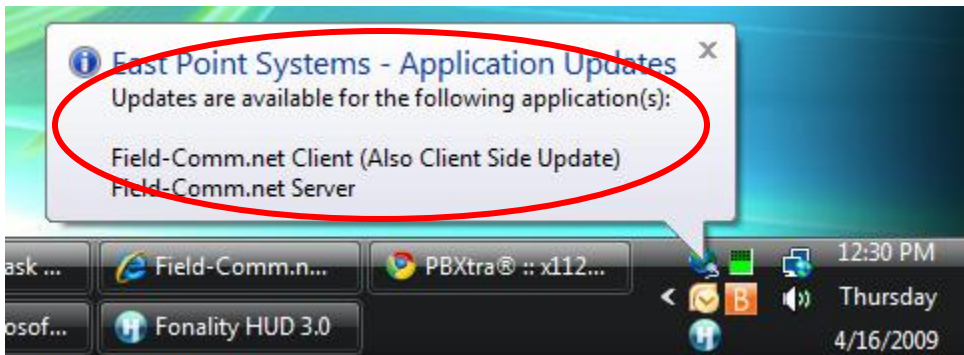 East Point Systems - Application Updates
Updates are available for the following application(s):
Field-Comm.net Client (Also Client Side Update)
Field-Comm.net Server
ask ...
Field-Comm.n...
PBXtra® :: x112...
12:30 PM
osof...
Fonality HUD 3.0
B
Thursday
H
4/16/2009